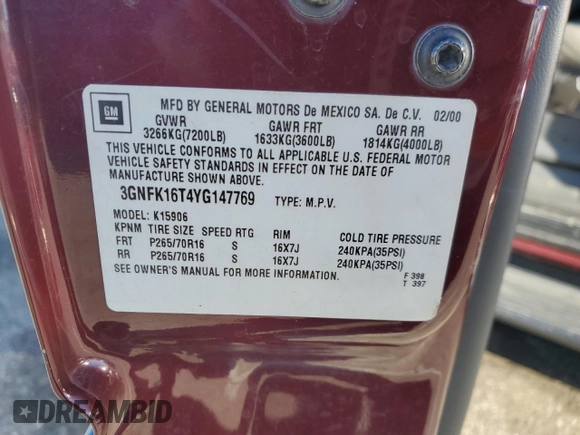 GM
MFD BY GENERAL MOTORS De MEXICO SA. De C.V. 02/00
GVWR GAWR FRT GAWR RR
3266KG(7200LB) 1633KG(3600LB) 1814KG(4000LB)
THIS VEHICLE CONFORMS TO ALL APPLICABLE U.S. FEDERAL MOTOR
VEHICLE SAFETY STANDARDS IN EFFECT ON THE DATE OF
MANUFACTURE SHOWN ABOVE.
3GNFK16T4YG147769 TYPE: M.P.V.
MODEL: K15906
KPNM TIRE SIZE SPEED RTG RIM COLD TIRE PRESSURE
FRT P265/70R16 S 16X7J 240KPA(35PSI)
RR P265/70R16 S 16X7J 240KPA(35PSI)
SEE OWNER'S MANUAL FOR MORE INFORMATION.
F 398
T 397
DREAMBID